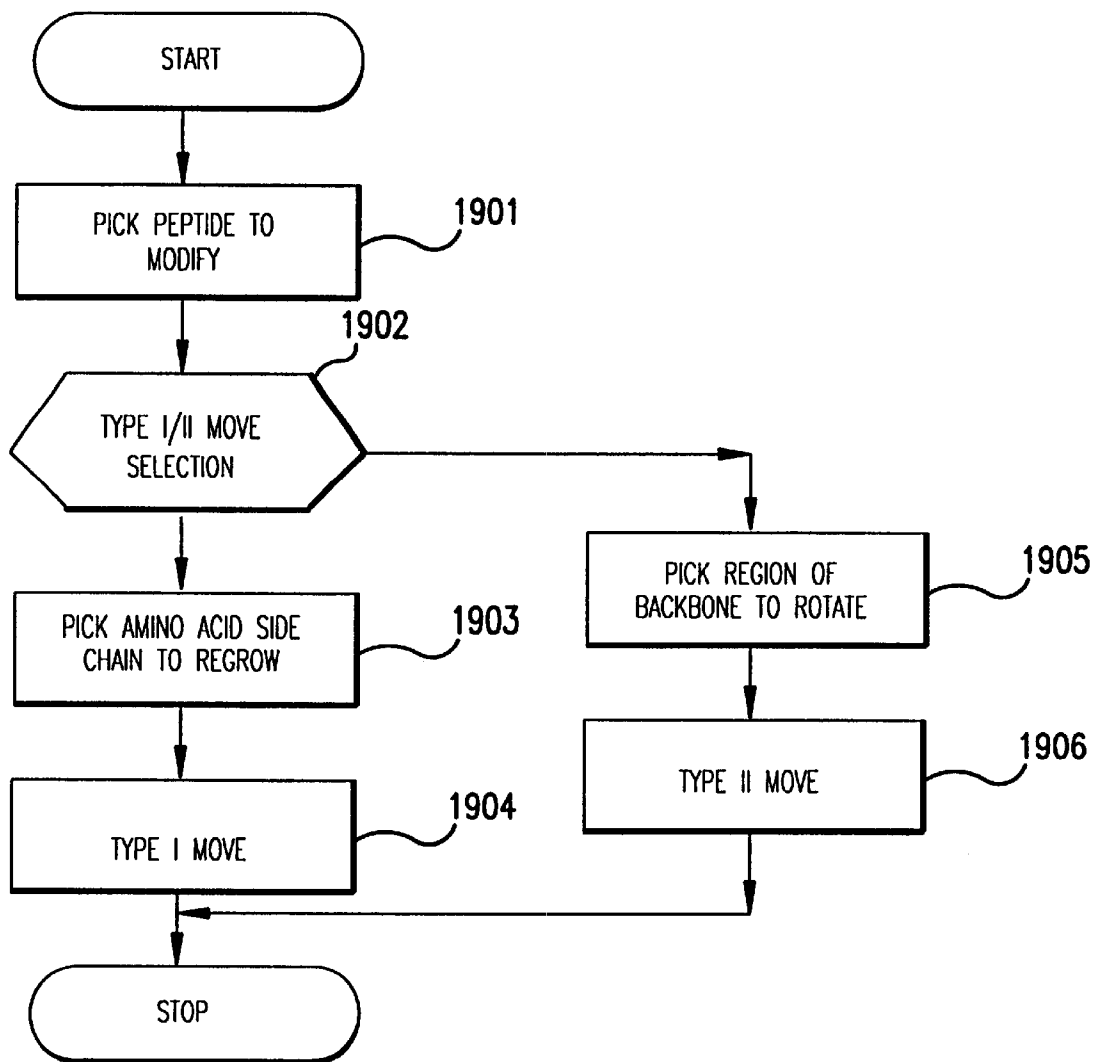 START
PICK PEPTIDE TO
MODIFY
1901
1902
TYPE I/II MOVE
SELECTION
PICK AMINO ACID SIDE
CHAIN TO REGROW
1903
TYPE I MOVE
1904
PICK REGION OF
BACKBONE TO ROTATE
1905
TYPE II MOVE
1906
STOP